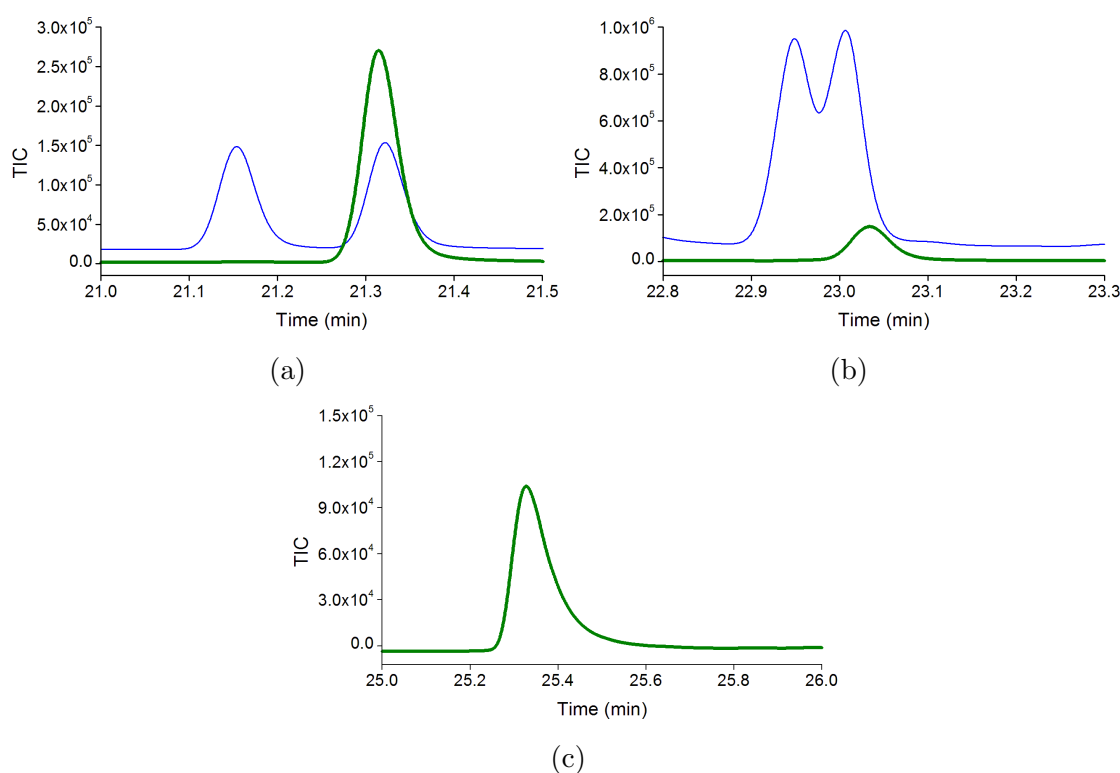 3.0x10⁵
2.5x10⁵
2.0x10⁵
1.5x10⁵
1.0x10⁵
5.0x10⁴
0.0
TIC
21.0 21.1 21.2 21.3 21.4 21.5
Time (min)
(a)
1.0x10⁶
8.0x10⁵
6.0x10⁵
4.0x10⁵
2.0x10⁵
0.0
TIC
22.8 22.9 23.0 23.1 23.2 23.3
Time (min)
(b)
1.5x10⁵
1.2x10⁵
9.0x10⁴
6.0x10⁴
3.0x10⁴
0.0
TIC
25.0 25.2 25.4 25.6 25.8 26.0
Time (min)
(c)